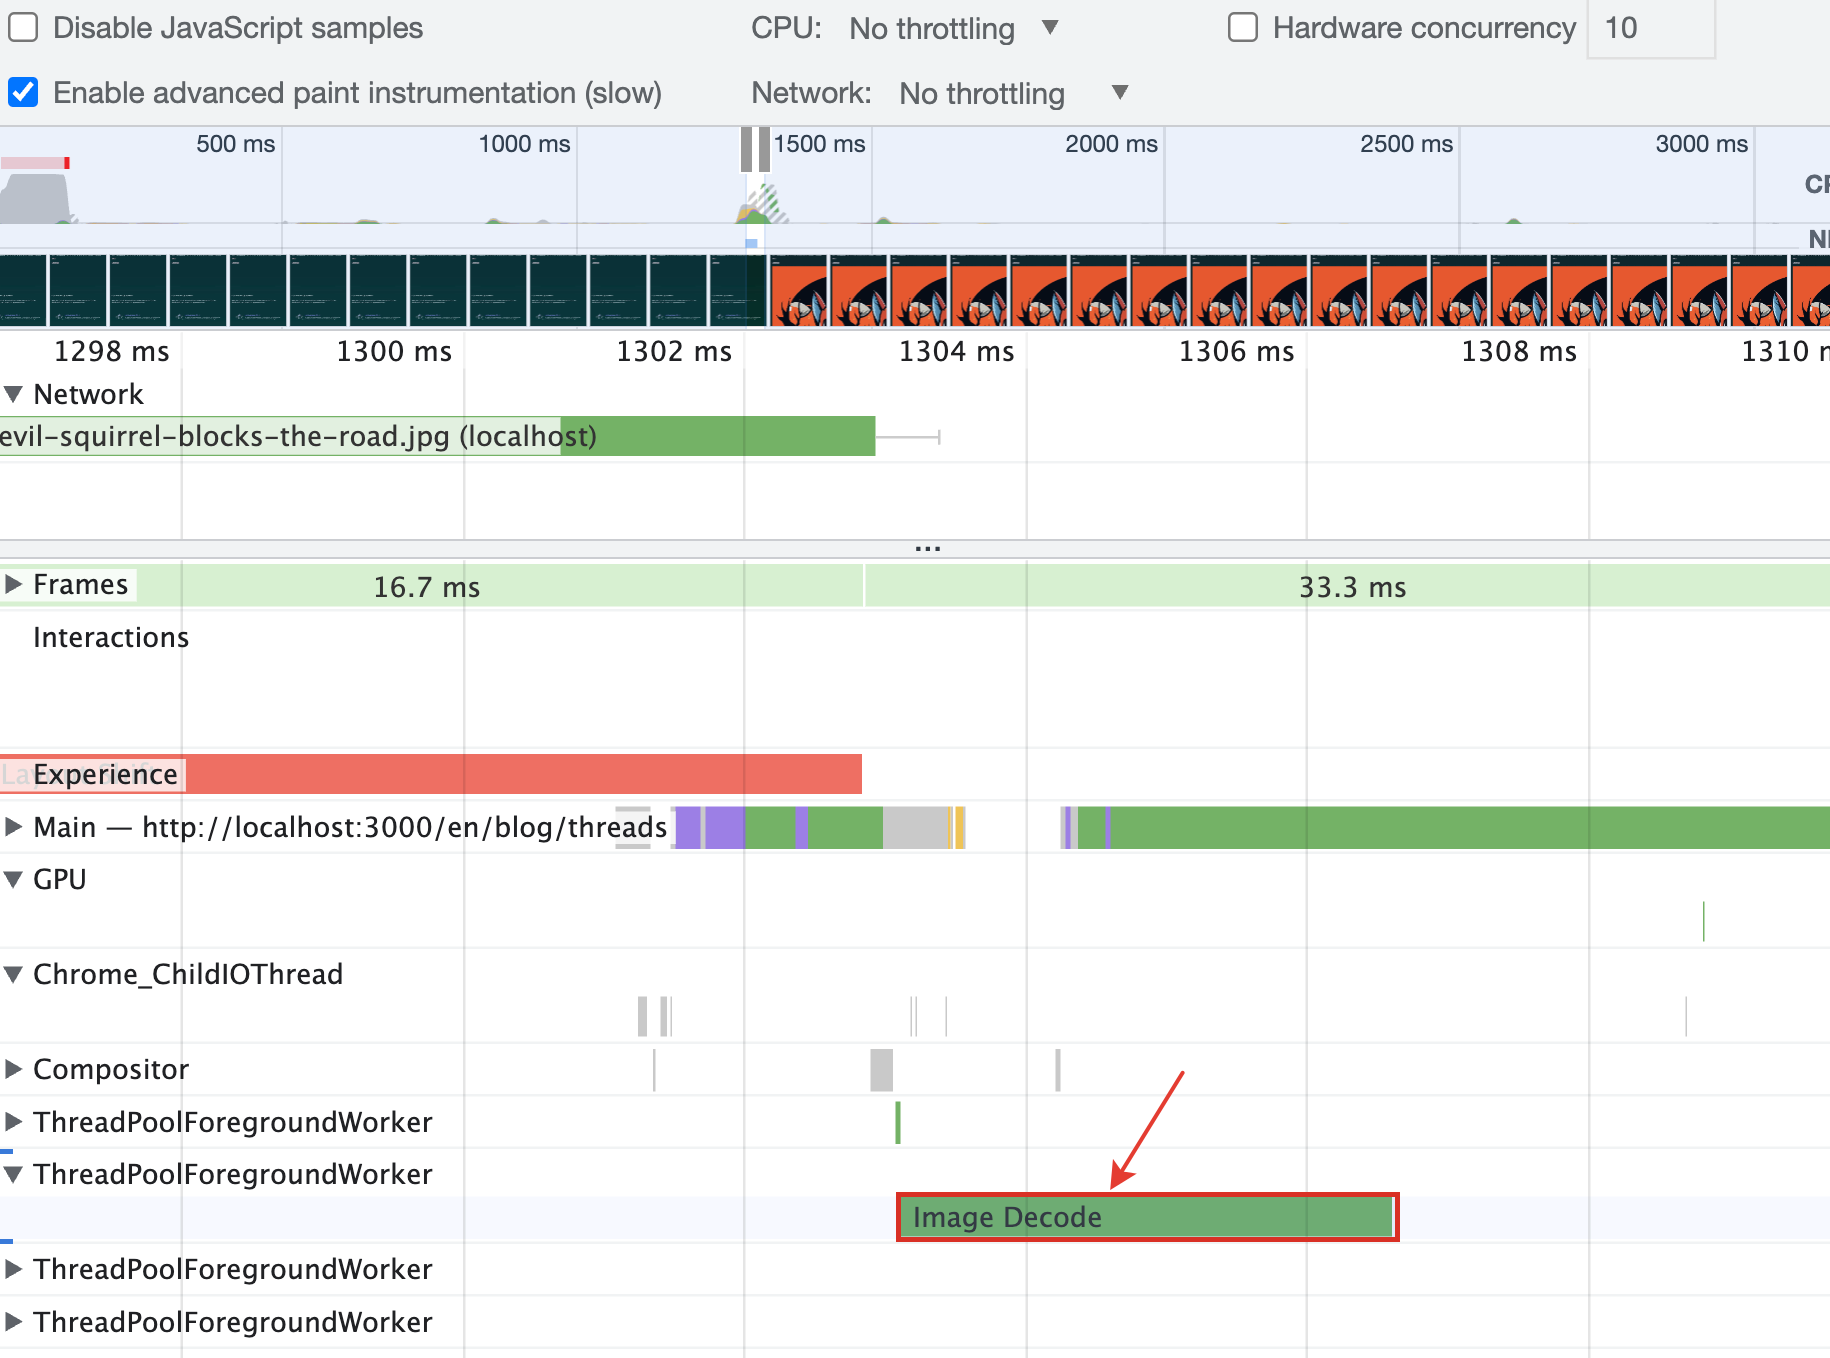 Disable JavaScript samples CPU: No throttling Hardware concurrency 10
Enable advanced paint instrumentation (slow) Network: No throttling
500 ms 1000 ms 1500 ms 2000 ms 2500 ms 3000 ms
1298 ms 1300 ms 1302 ms 1304 ms 1306 ms 1308 ms 1310
Network
evil-squirrel-blocks-the-road.jpg (localhost)
...
Frames 16.7 ms 33.3 ms
Interactions
Experience
Main — http://localhost:3000/en/blog/threads
GPU
Chrome_ChildIOThread
Compositor
ThreadPoolForegroundWorker
ThreadPoolForegroundWorker
Image Decode
ThreadPoolForegroundWorker
ThreadPoolForegroundWorker